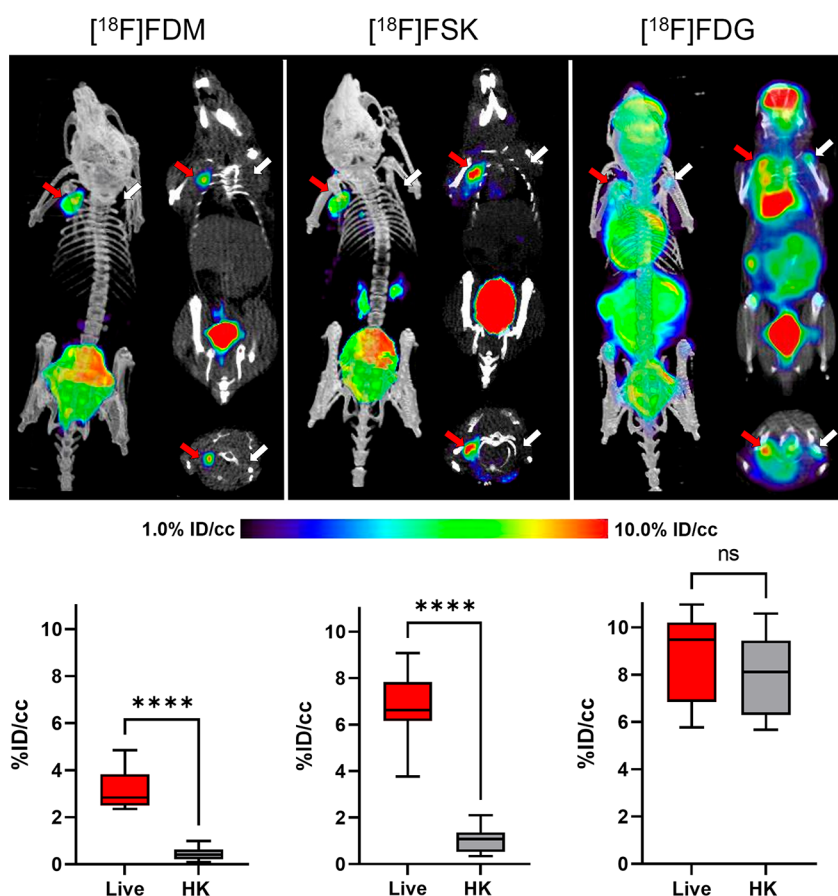 [¹⁸F]FDM
[¹⁸F]FSK
[¹⁸F]FDG
1.0% ID/cc
10.0% ID/cc
%ID/cc
10
8
6
4
2
0
****
Live
HK
%ID/cc
10
8
6
4
2
0
****
Live
HK
%ID/cc
10
8
6
4
2
0
ns
Live
HK